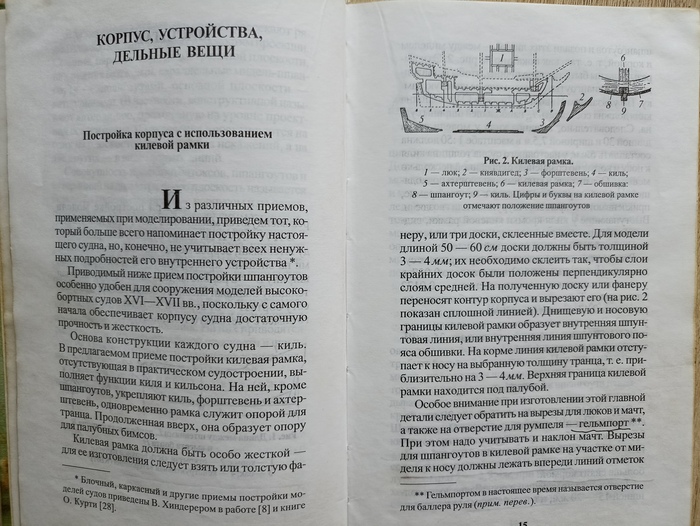 КОРПУС, УСТРОЙСТВА,
ДЕЛЬНЫЕ ВЕЩИ
Постройка корпуса с использованием
килевой рамки
Из различных приемов,
применяемых при моделировании, приведем тот, ко-
торый больше всего напоминает постройку настоя-
щего судна, но, конечно, не учитывает всех ненуж-
ных подробностей его внутреннего устройства *.
Приводимый ниже прием постройки шпангоутов
особенно удобен для сооружения моделей высоко-
бортных судов XVI—XVII вв., поскольку с самого
начала обеспечивает корпусу судна достаточную
прочность и жесткость.
Основа конструкции каждого судна — киль.
В предлагаемом приеме постройки килевая рамка,
отсутствующая в практическом судостроении, вы-
полняет функции киля и кильсона. На ней, кроме
шпангоутов, укрепляют киль, форштевень и ахтер-
штевень, одновременно рамка служит опорой для
транца. Продолженная вверх, она образует опору
для палубных бимсов.
Килевая рамка должна быть особо жесткой —
для ее изготовления следует взять или толстую фа-
* Блочный, каркасный и другие приемы постройки мо-
делей судов приведены В. Хиндерером в работе [8] и книге
О. Курти [28].
1
2
3
4
5
6
7
8
9
Рис. 2. Килевая рамка.
1 — люк; 2 — княвдигед; 3 — форштевень; 4 — киль;
5 — ахтерштевень; 6 — килевая рамка; 7 — обшивка:
8 — шпангоут; 9 — киль. Цифры и буквы на килевой рамке
отмечают положение шпангоутов
неру, или три доски, склеенные вместе. Для модели
длиной 50 — 60 см доски должны быть толщиной
3 — 4 мм; их необходимо склеить так, чтобы слои
крайних досок были положены перпендикулярно
слоям средней. На полученную доску или фанеру
переносят контур корпуса и вырезают его (на рис. 2
показан сплошной линией). Днищевую и носовую
границы килевой рамки образует внутренняя шпун-
товая линия, или внутренняя линия шпунтового по-
яса обшивки. На корме линия килевой рамки отсту-
пает к носу на выбранную толщину транца, т. е. при-
близительно на 3 — 4 мм. Верхняя граница килевой
рамки находится под палубой.
Особое внимание при изготовлении этой главной
детали следует обратить на вырезы для люков и мачт,
а также на отверстие для румпеля — гельмпорт **.
При этом надо учитывать и наклон мачт. Вырезы
для шпангоутов в килевой рамке на участке от ми-
деля к носу должны лежать впереди линий отметок
** Гельмпортом в настоящее время называется отверстие
для баллера руля (прим. перев.).
15